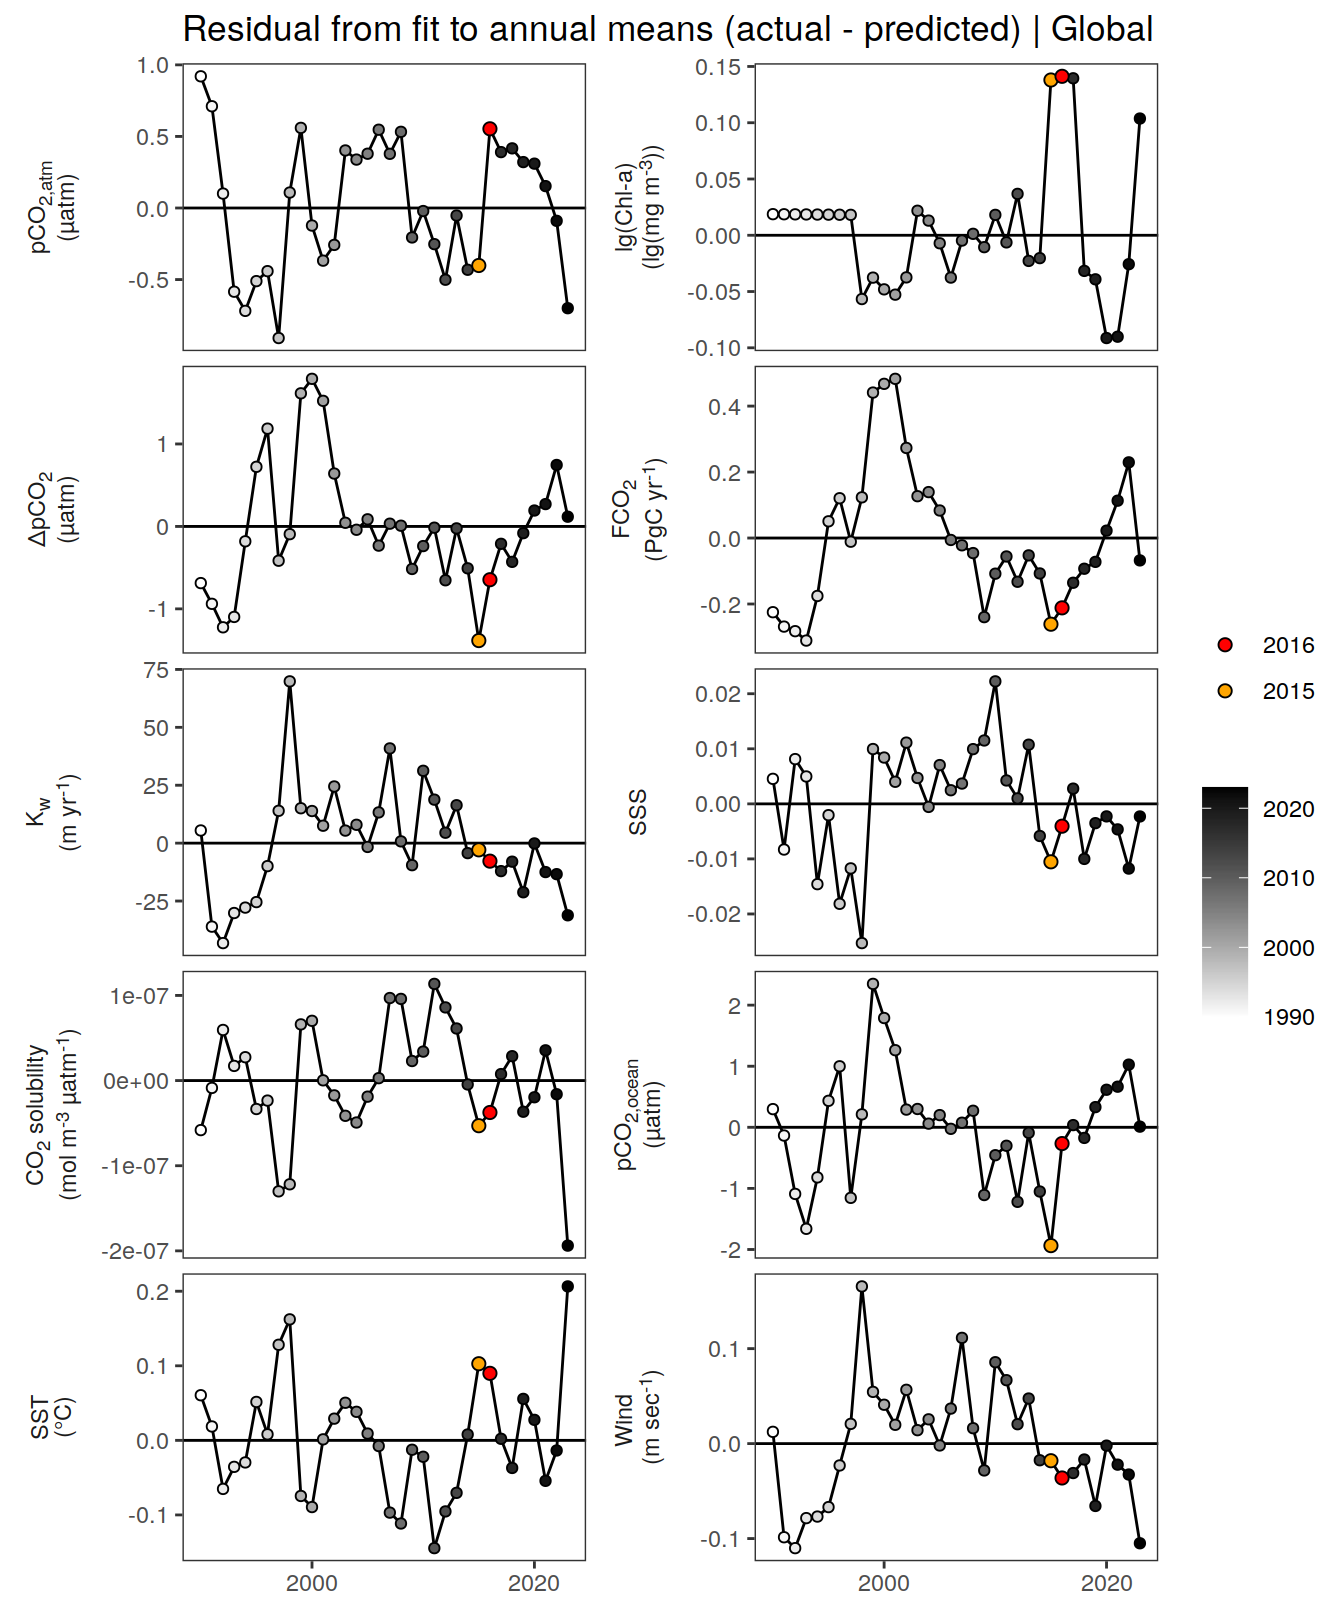 Residual from fit to annual means (actual - predicted) | Global
pCO2,atm
(µatm)
1.0
0.5
0.0
-0.5
lg(Chl-a)
(lg(mg m-3))
0.15
0.10
0.05
0.00
-0.05
-0.10
ΔpCO2
(µatm)
1
0
-1
FCO2
(PgC yr-1)
0.4
0.2
0.0
-0.2
Kw
(m yr-1)
75
50
25
0
-25
SSS
0.02
0.01
0.00
-0.01
-0.02
CO2 solubility
(mol m-3 µatm-1)
1e-07
0e+00
-1e-07
-2e-07
pCO2,ocean
(µatm)
2
1
0
-1
-2
SST
(°C)
0.2
0.1
0.0
-0.1
2000
2020
Wind
(m sec-1)
0.1
0.0
-0.1
2000
2020
2016
2015
2020
2010
2000
1990